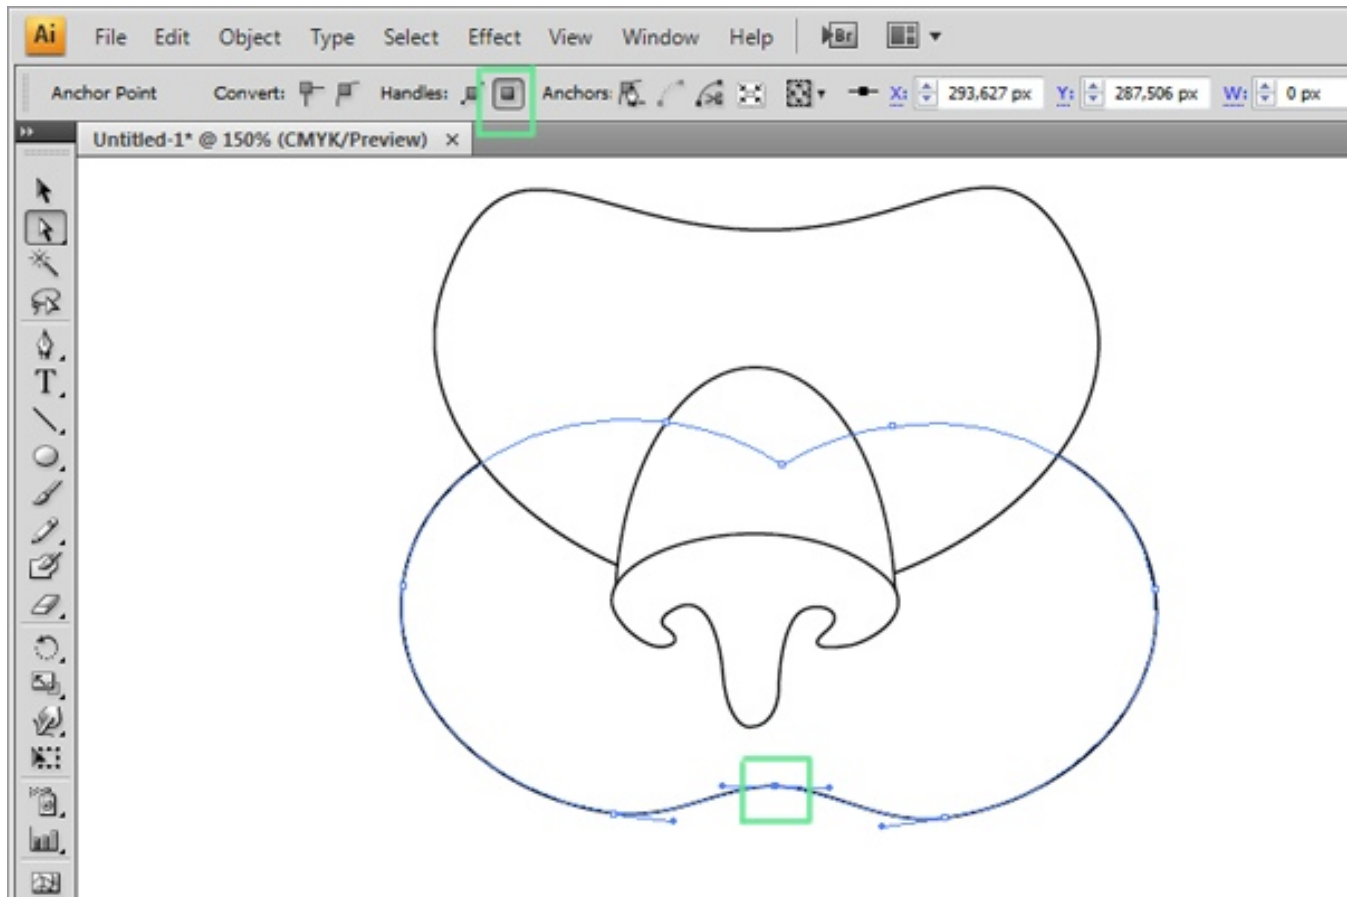 Ai File Edit Object Type Select Effect View Window Help Br
Anchor Point Convert: Handles: Anchors: X: 293,627 px Y: 287,506 px W: 0 px
Untitled-1* @ 150% (CMYK/Preview) ×
T